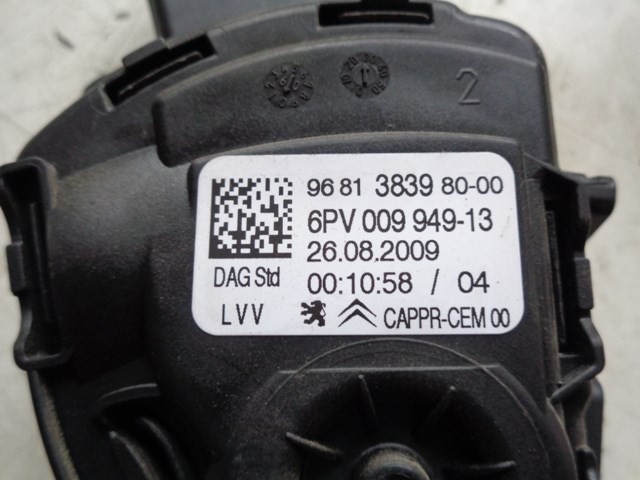 2
96 81 3839 80-00
6PV 009 949-13
26.08.2009
DAG Std 00:10:58 / 04
LVV CAPPR-CEM 00